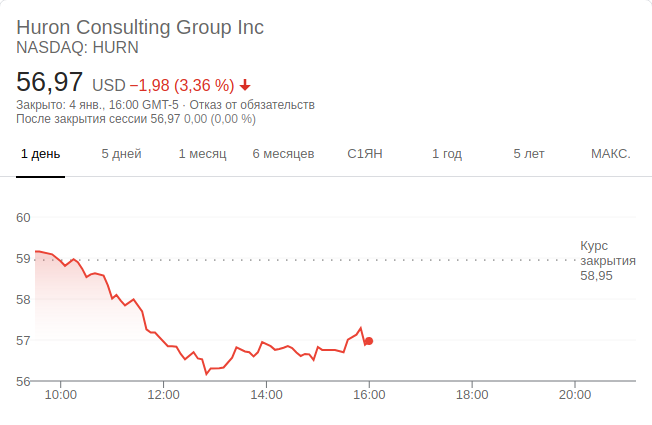 Huron Consulting Group Inc
NASDAQ: HURN
56,97 USD −1,98 (3,36 %)
Закрыто: 4 янв., 16:00 GMT-5 · Отказ от обязательств
После закрытия сессии 56,97 0,00 (0,00 %)
1 день 5 дней 1 месяц 6 месяцев С1ЯН 1 год 5 лет МАКС.
60
59
58
57
56
Курс
закрытия
58,95
10:00 12:00 14:00 16:00 18:00 20:00